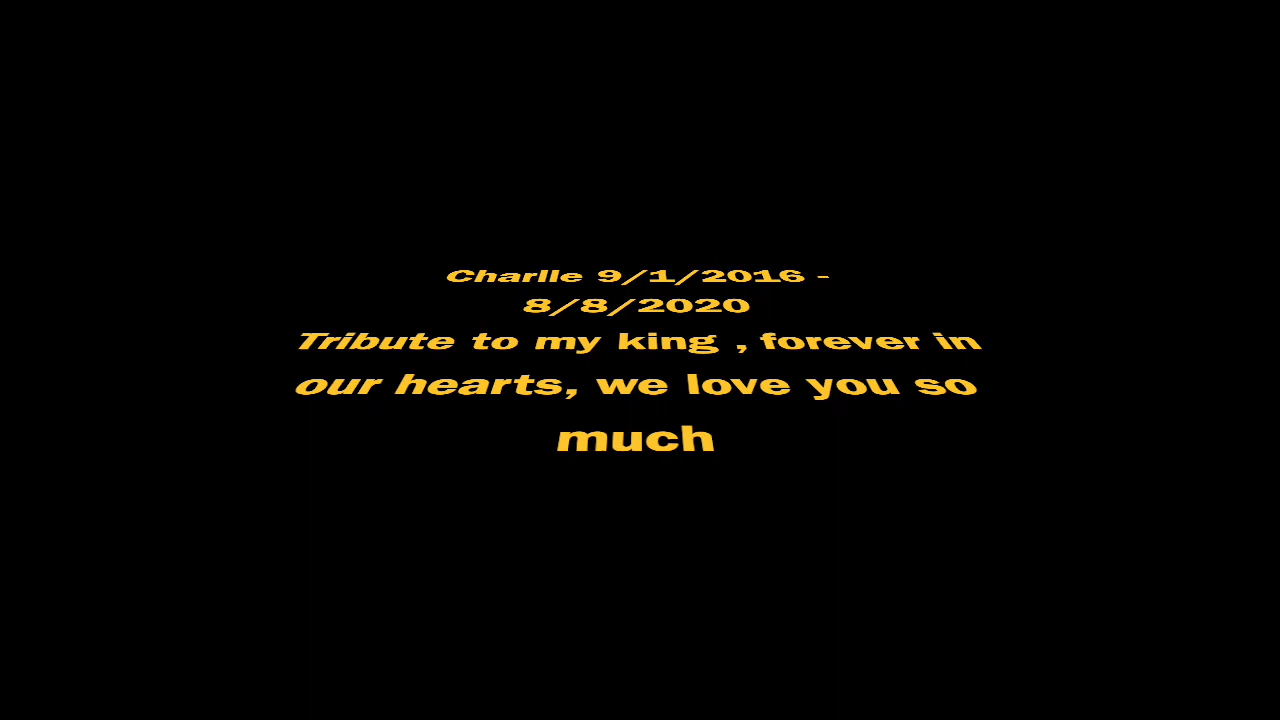 Charlie 9/1/2016 -
8/8/2020
Tribute to my king , forever in
our hearts, we love you so
much